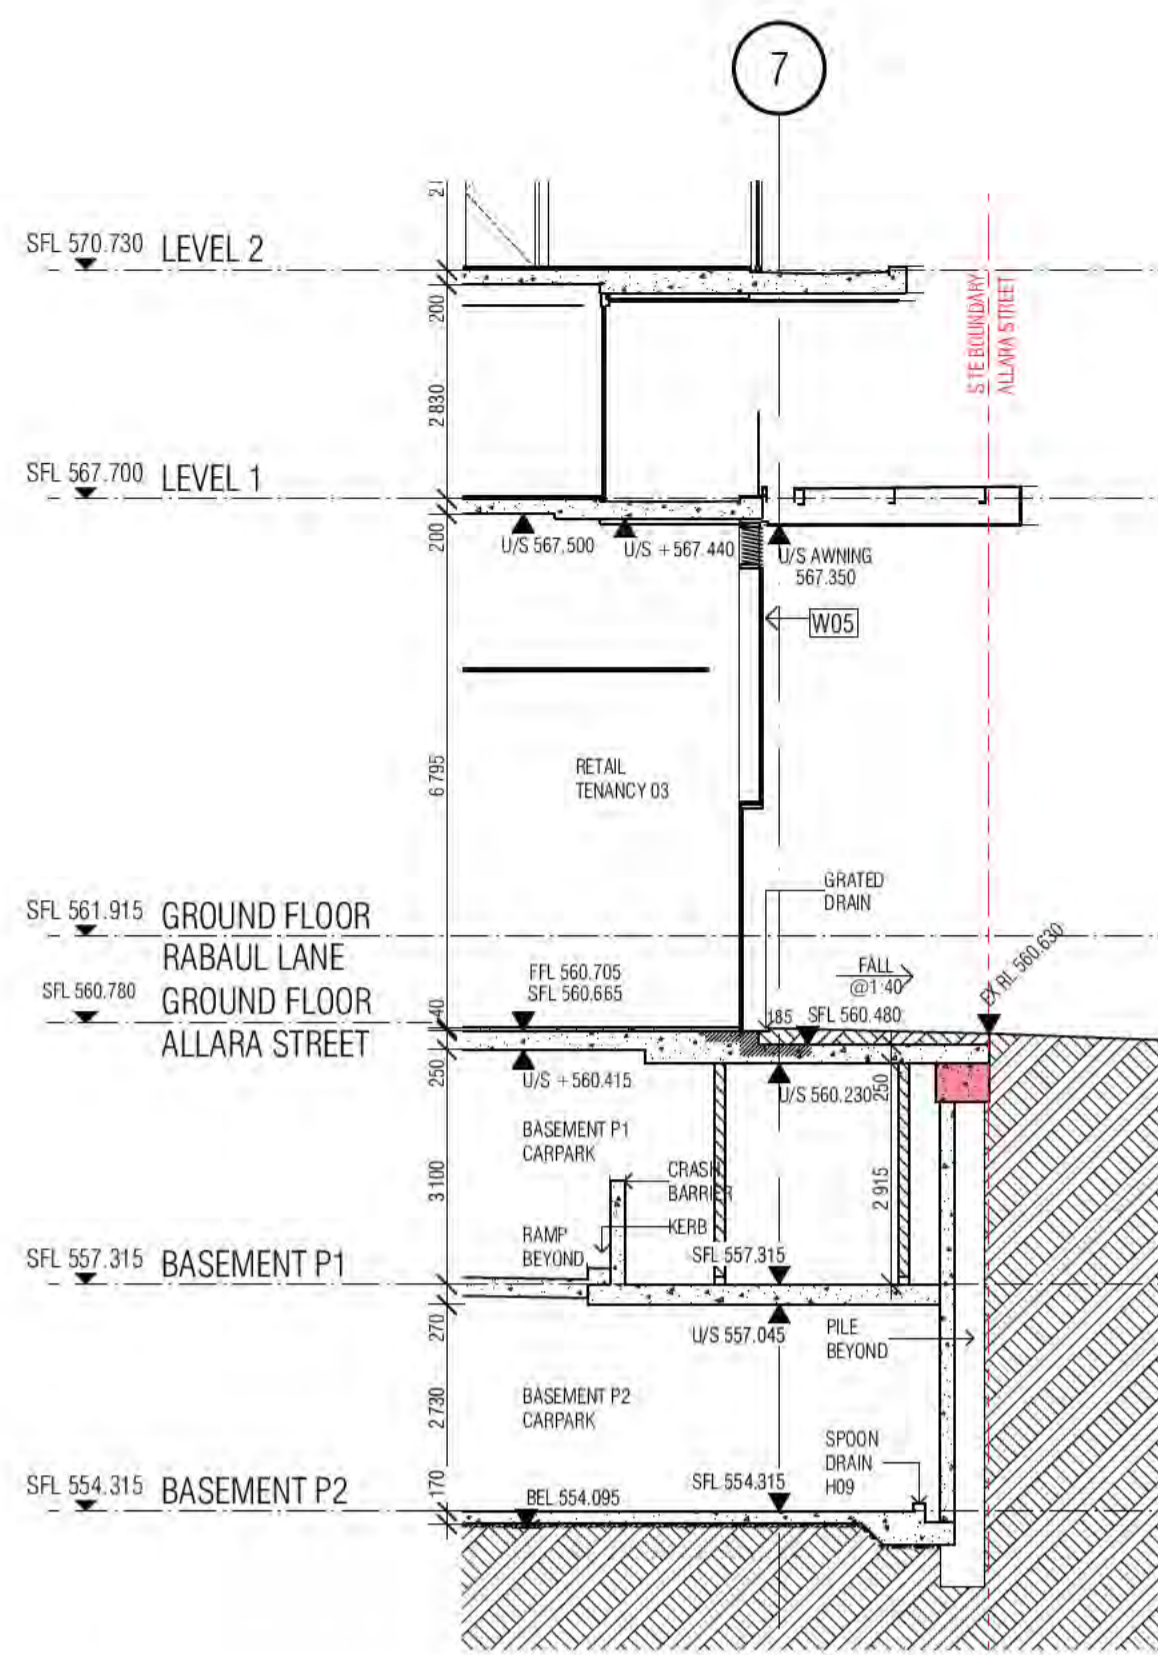 7
21
SFL 570.730 LEVEL 2
200
SITE BOUNDARY
ALLARA STREET
2 830
SFL 567.700 LEVEL 1
200
U/S 567.500
U/S +567.440
U/S AWNING
567.350
W05
6 795
RETAIL
TENANCY 03
GRATED
DRAIN
SFL 561.915 GROUND FLOOR
RABAUL LANE
FALL
@1:40
EX RL 560.630
FFL 560.705
SFL 560.665
SFL 560.780 GROUND FLOOR
ALLARA STREET
40
185
SFL 560.480
250
U/S +560.415
U/S 560.230
250
BASEMENT P1
CARPARK
3 100
CRASH
BARRIER
2 915
RAMP
BEYOND
KERB
SFL 557.315
SFL 557.315 BASEMENT P1
270
U/S 557.045
PILE
BEYOND
2 730
BASEMENT P2
CARPARK
SPOON
DRAIN
H09
SFL 554.315 BASEMENT P2
170
BEL 554.095
SFL 554.315